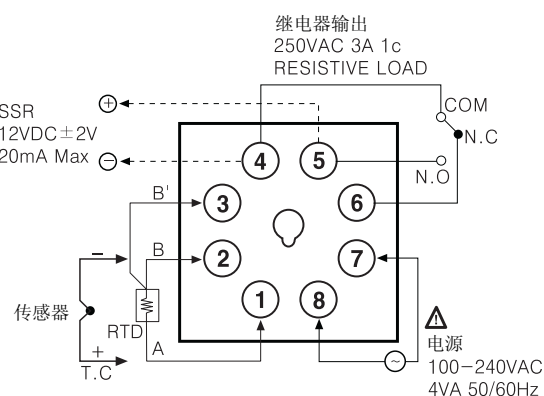 继电器输出
250VAC 3A 1c
RESISTIVE LOAD
SSR
12VDC±2V
20mA Max
+
−
COM
N.C
N.O
4
5
3
6
2
7
1
8
B'
B
A
RTD
传感器
−
+
T.C
~
电源
100−240VAC
4VA 50/60Hz